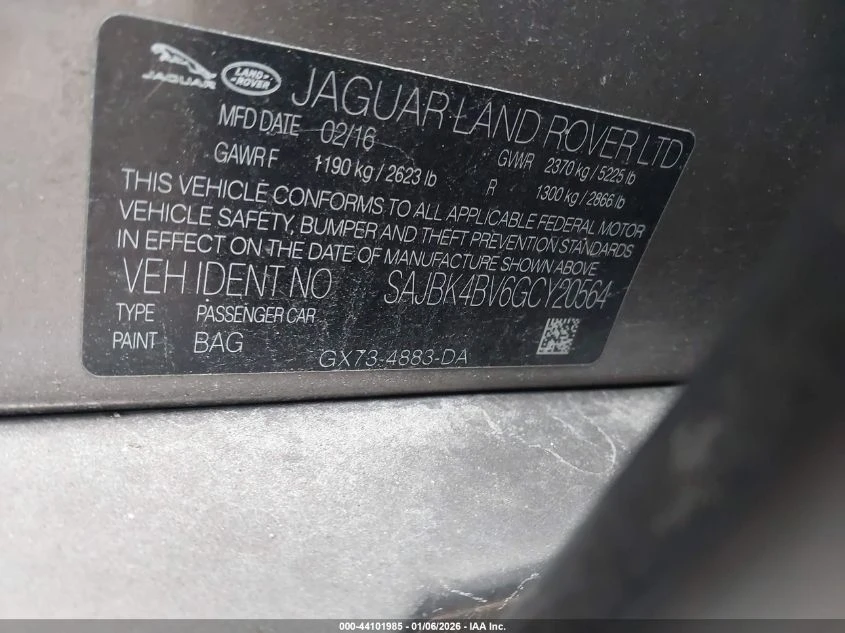 JAGUAR LAND ROVER JAGUAR LAND ROVER LTD
MFD DATE 02/16 GVWR 2370 kg / 5225 lb
GAWR F 1190 kg / 2623 lb R 1300 kg / 2866 lb
THIS VEHICLE CONFORMS TO ALL APPLICABLE FEDERAL MOTOR
VEHICLE SAFETY, BUMPER AND THEFT PREVENTION STANDARDS
IN EFFECT ON THE DATE OF MANUFACTURE SHOWN ABOVE
VEH IDENT NO SAJBK4BV6GCY20564
TYPE PASSENGER CAR
PAINT BAG
GX73-4883-DA
000-44101985 - 01/06/2026 - IAA Inc.